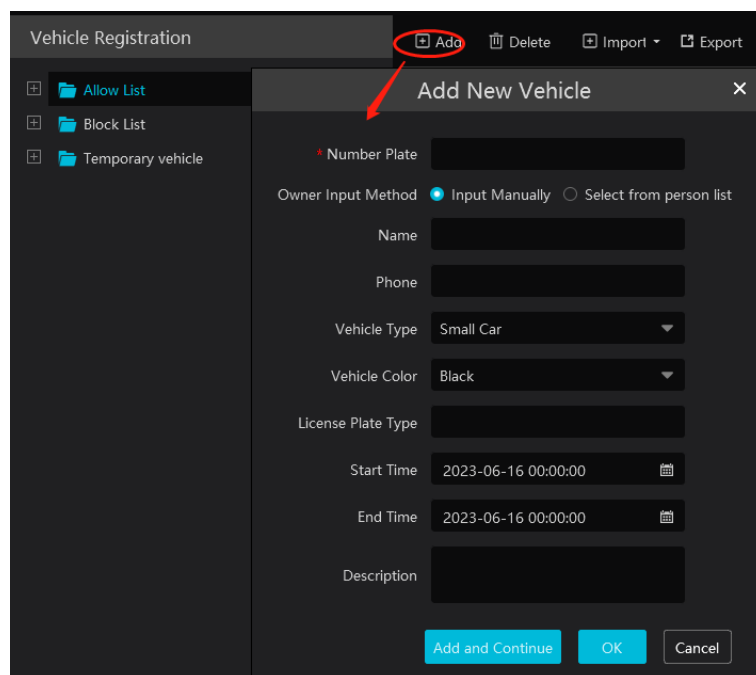 Vehicle Registration
Add Delete Import Export
Allow List
Block List
Temporary vehicle
Add New Vehicle
* Number Plate
Owner Input Method Input Manually Select from person list
Name
Phone
Vehicle Type Small Car
Vehicle Color Black
License Plate Type
Start Time 2023-06-16 00:00:00
End Time 2023-06-16 00:00:00
Description
Add and Continue OK Cancel